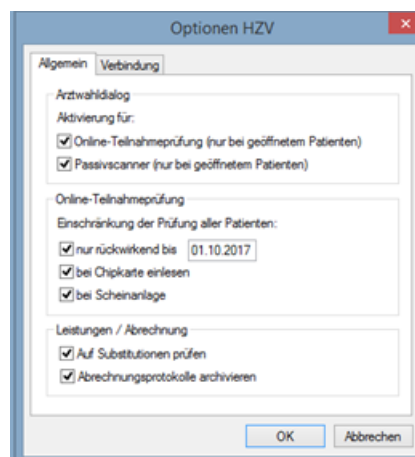 Optionen HZV
Allgemein Verbindung
Arztwahldialog
Aktivierung für:
Online-Teilnahmeprüfung (nur bei geöffnetem Patienten)
Passivscanner (nur bei geöffnetem Patienten)
Online-Teilnahmeprüfung
Einschränkung der Prüfung aller Patienten:
nur rückwirkend bis 01.10.2017
bei Chipkarte einlesen
bei Scheinanlage
Leistungen / Abrechnung
Auf Substitutionen prüfen
Abrechnungsprotokolle archivieren
OK Abbrechen